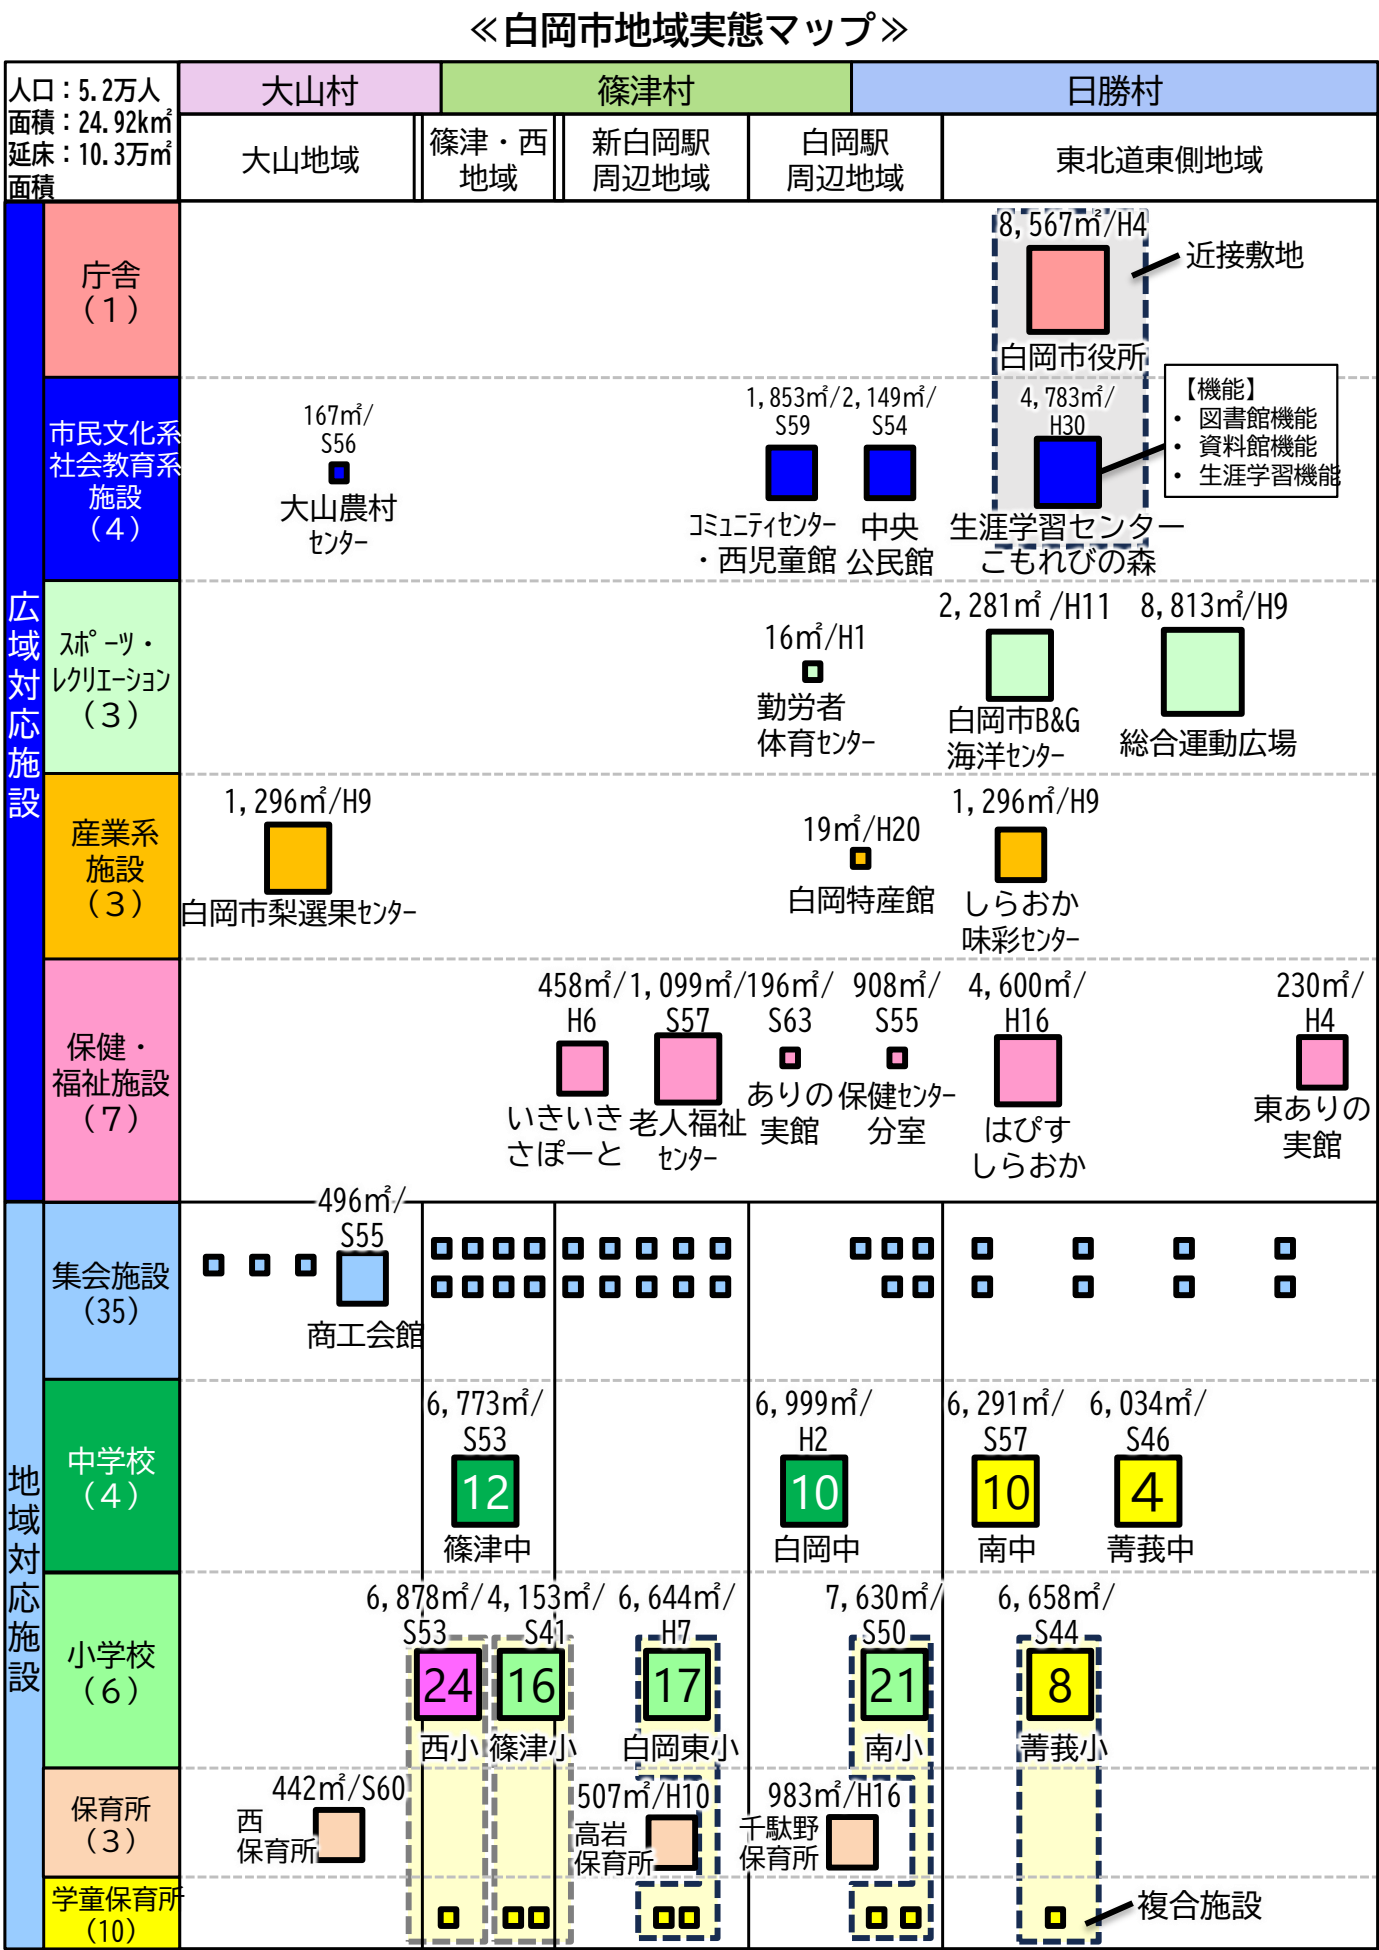 ≪白岡市地域実態マップ≫
人口：5.2万人
面積：24.92k㎡
延床：10.3万㎡
面積
大山村
篠津村
日勝村
大山地域
篠津・西
地域
新白岡駅
周辺地域
白岡駅
周辺地域
東北道東側地域
広域対応施設
庁舎
（１）
8,567㎡/H4
白岡市役所
近接敷地
市民文化系
社会教育系
施設
（４）
167㎡/
S56
大山農村
センター
1,853㎡/
S59
コミュニティセンター
・西児童館
2,149㎡/
S54
中央
公民館
4,783㎡/
H30
生涯学習センター
こもれびの森
【機能】
・ 図書館機能
・ 資料館機能
・ 生涯学習機能
スポーツ・
レクリエーション
（３）
16㎡/H1
勤労者
体育センター
2,281㎡/H11
白岡市B&G
海洋センター
8,813㎡/H9
総合運動広場
産業系
施設
（３）
1,296㎡/H9
白岡市梨選果センター
19㎡/H20
白岡特産館
1,296㎡/H9
しらおか
味彩センター
保健・
福祉施設
（７）
458㎡/
H6
いきいき
さぽーと
1,099㎡/
S57
老人福祉
センター
196㎡/
S63
ありの
実館
908㎡/
S55
保健センター
分室
4,600㎡/
H16
はぴす
しらおか
230㎡/
H4
東ありの
実館
地域対応施設
集会施設
(35)
496㎡/
S55
商工会館
中学校
（４）
6,773㎡/
S53
12
篠津中
6,999㎡/
H2
10
白岡中
6,291㎡/
S57
10
南中
6,034㎡/
S46
4
菁莪中
小学校
（６）
6,878㎡/
S53
24
西小
4,153㎡/
S41
16
篠津小
6,644㎡/
H7
17
白岡東小
7,630㎡/
S50
21
南小
6,658㎡/
S44
8
菁莪小
保育所
（３）
442㎡/S60
西
保育所
507㎡/H10
高岩
保育所
983㎡/H16
千駄野
保育所
学童保育所
(10)
複合施設